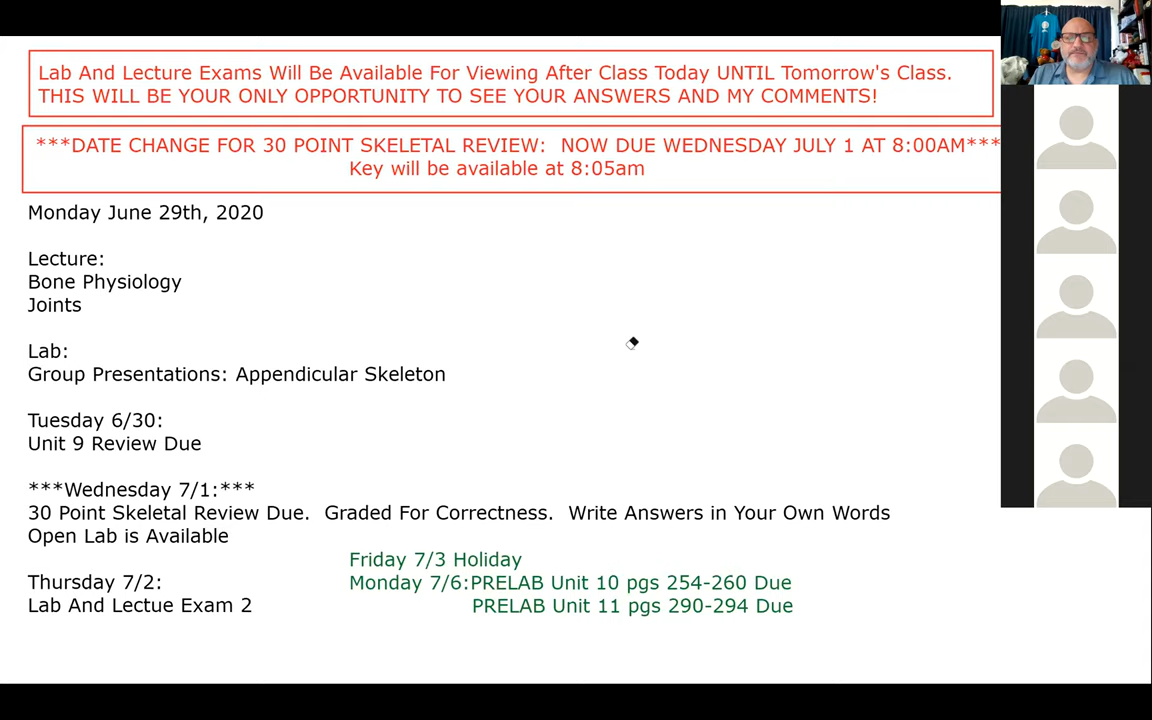 Lab And Lecture Exams Will Be Available For Viewing After Class Today UNTIL Tomorrow's Class.
THIS WILL BE YOUR ONLY OPPORTUNITY TO SEE YOUR ANSWERS AND MY COMMENTS!
***DATE CHANGE FOR 30 POINT SKELETAL REVIEW: NOW DUE WEDNESDAY JULY 1 AT 8:00AM***
Key will be available at 8:05am
Monday June 29th, 2020
Lecture:
Bone Physiology
Joints
Lab:
Group Presentations: Appendicular Skeleton
Tuesday 6/30:
Unit 9 Review Due
***Wednesday 7/1:***
30 Point Skeletal Review Due. Graded For Correctness. Write Answers in Your Own Words
Open Lab is Available
Thursday 7/2:
Lab And Lectue Exam 2
Friday 7/3 Holiday
Monday 7/6:PRELAB Unit 10 pgs 254-260 Due
PRELAB Unit 11 pgs 290-294 Due